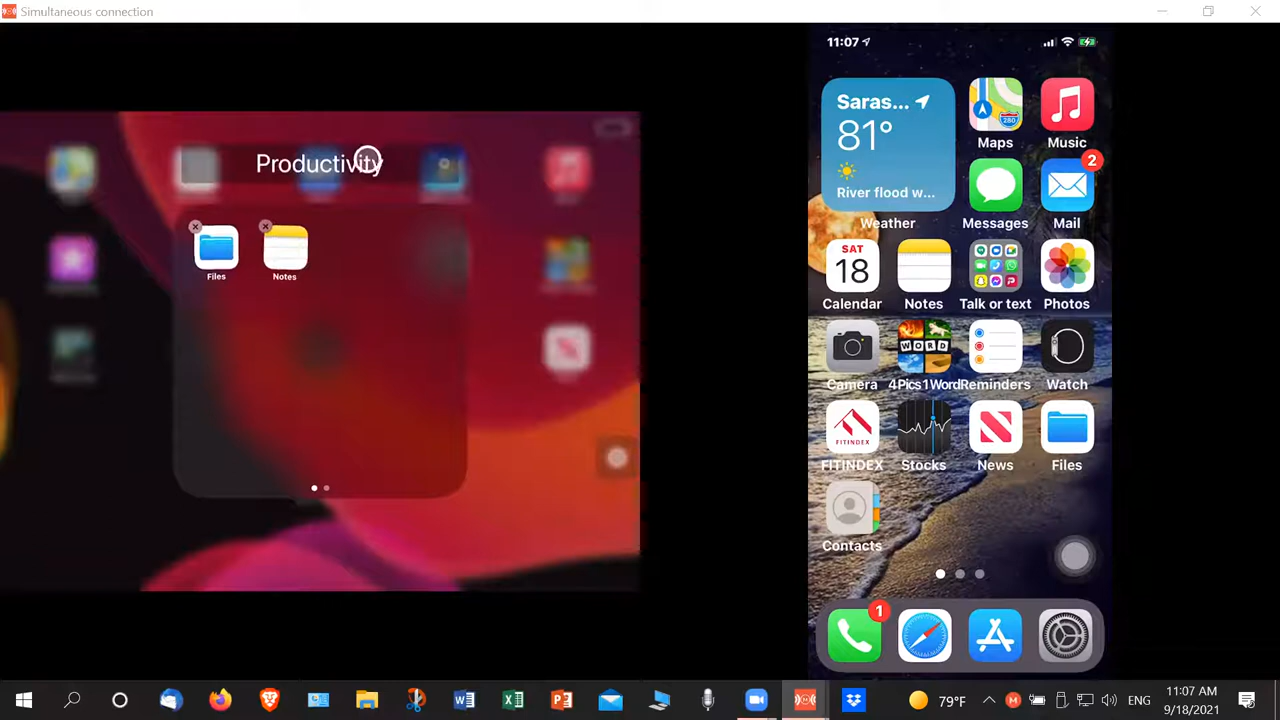 Simultaneous connection
Productivity
Files
Notes
11:07
Saras...
81°
River flood w...
Weather
Maps
Music
Messages
2
Mail
SAT
18
Calendar
Notes
Talk or text
Photos
Camera
WORD
4Pics1Word
Reminders
Watch
FITINDEX
FITINDEX
Stocks
News
Files
Contacts
1
79°F
ENG
11:07 AM
9/18/2021